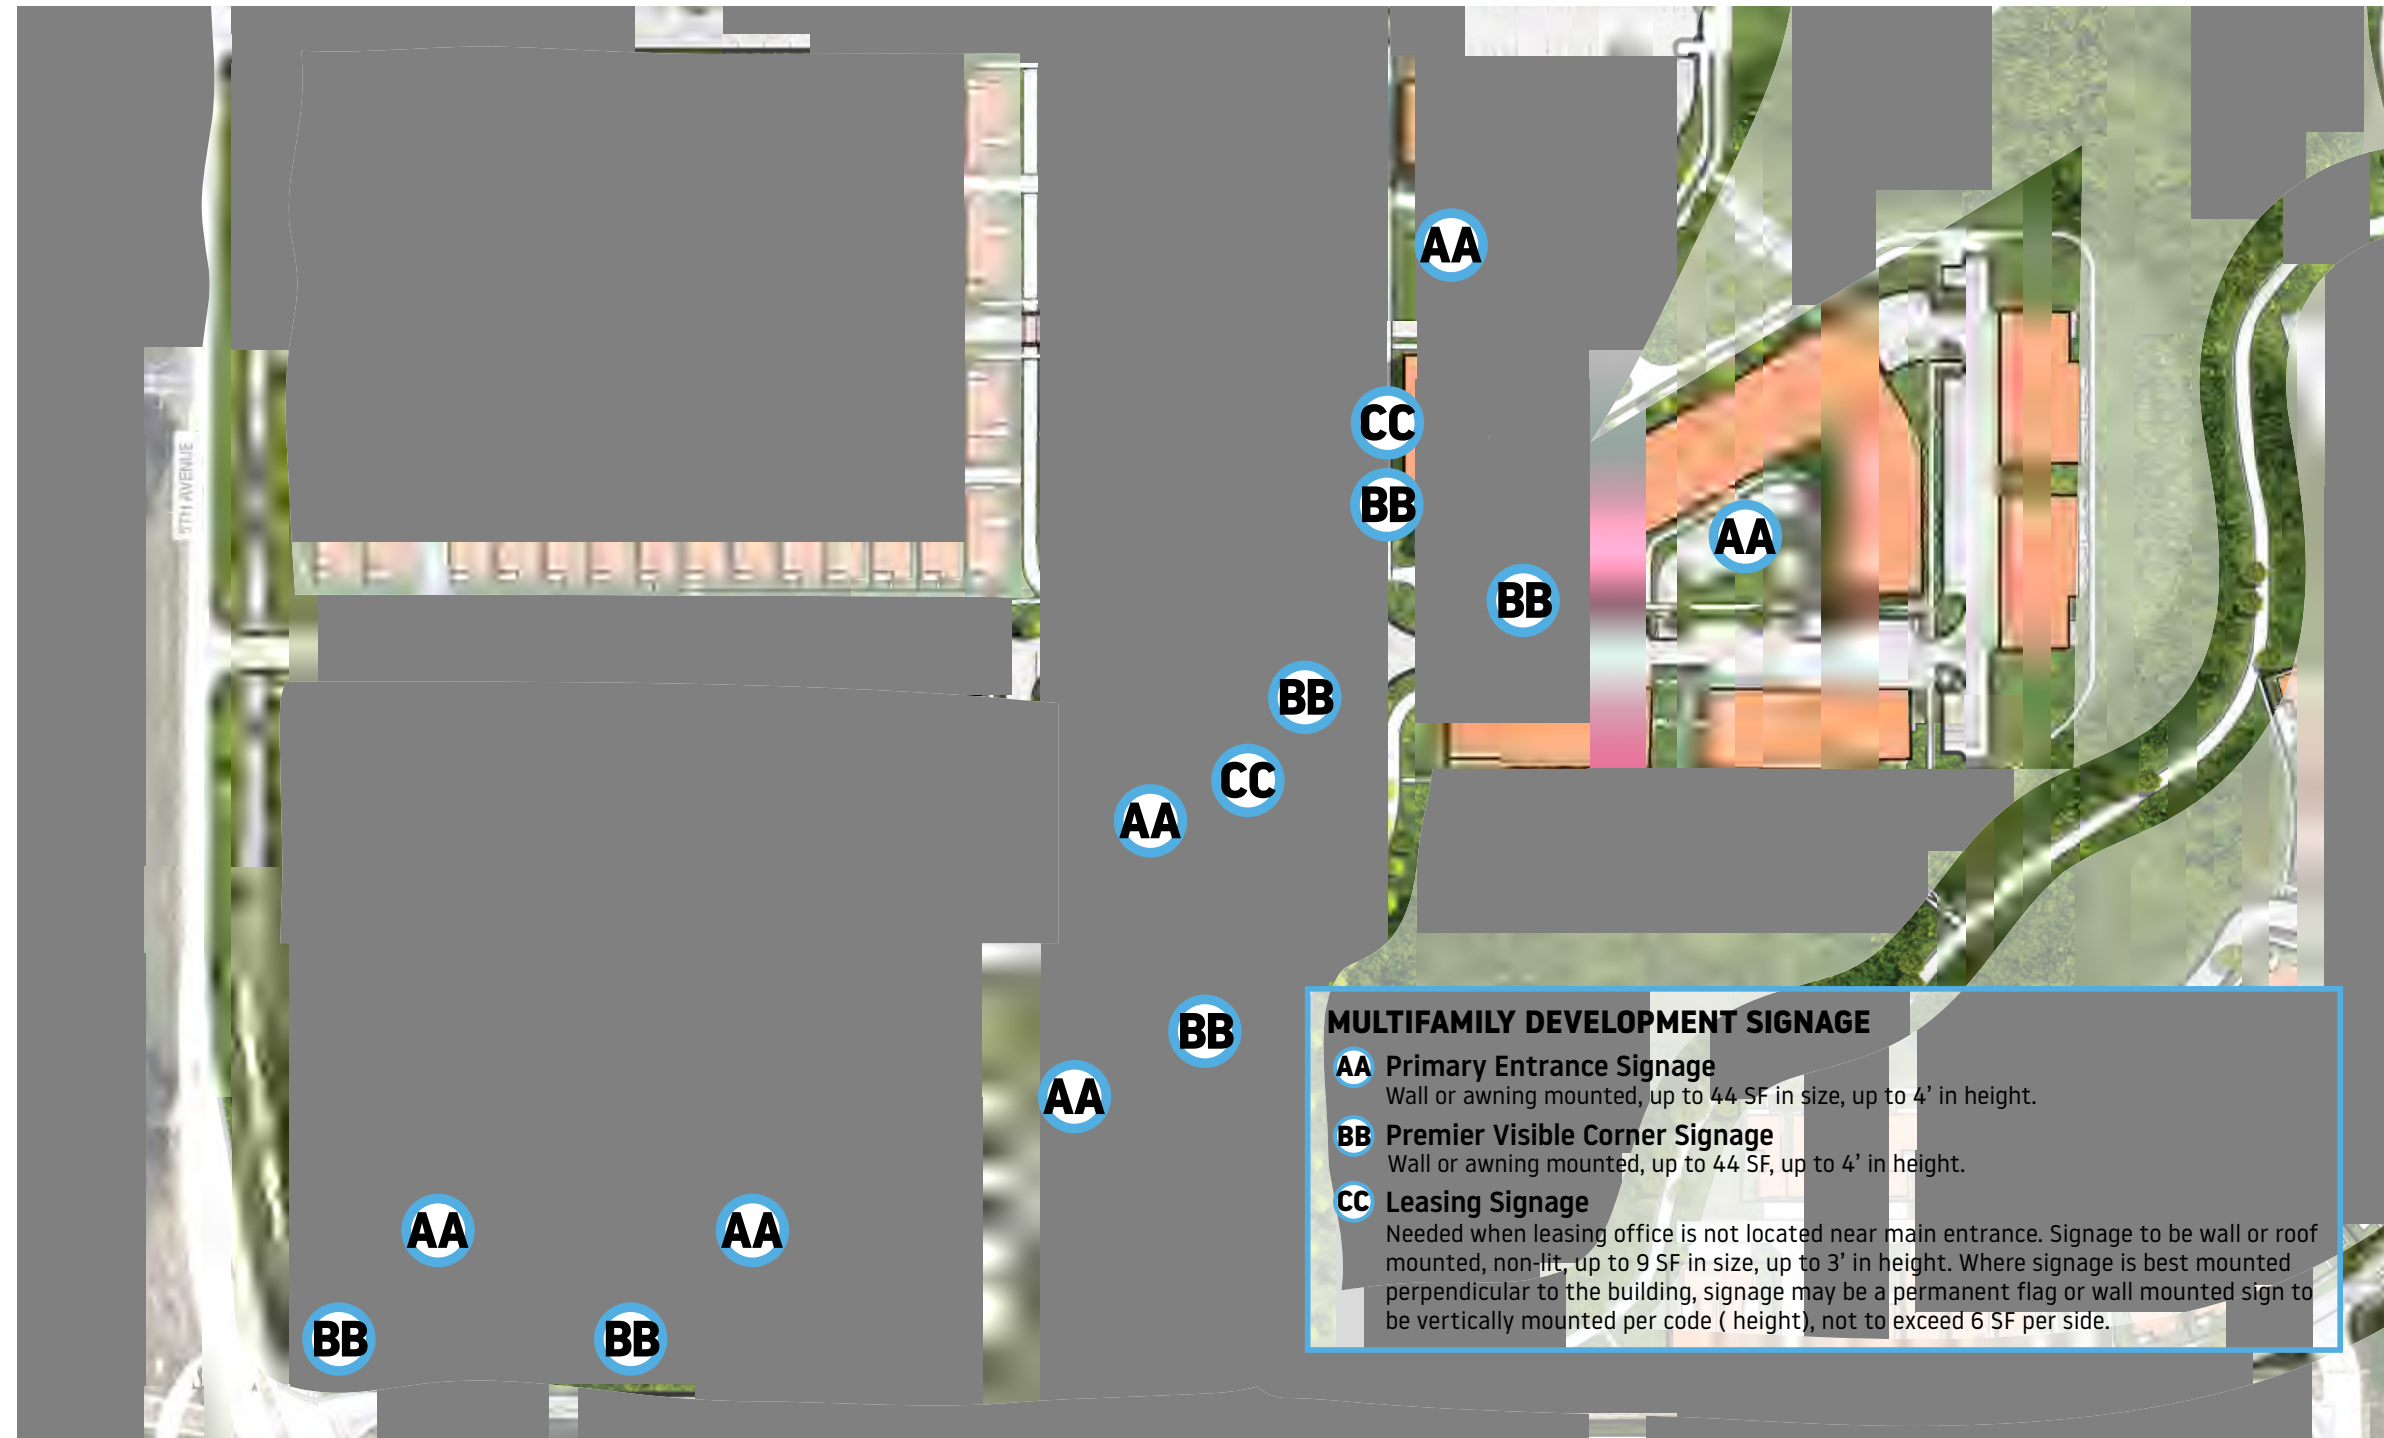 AA
CC
5TH AVENUE
BB
AA
BB
BB
CC
AA
BB
AA
AA
AA
BB
BB
MULTIFAMILY DEVELOPMENT SIGNAGE
AA Primary Entrance Signage
Wall or awning mounted, up to 44 SF in size, up to 4’ in height.
BB Premier Visible Corner Signage
Wall or awning mounted, up to 44 SF, up to 4’ in height.
CC Leasing Signage
Needed when leasing office is not located near main entrance. Signage to be wall or roof
mounted, non-lit, up to 9 SF in size, up to 3’ in height. Where signage is best mounted
perpendicular to the building, signage may be a permanent flag or wall mounted sign to
be vertically mounted per code ( height), not to exceed 6 SF per side.